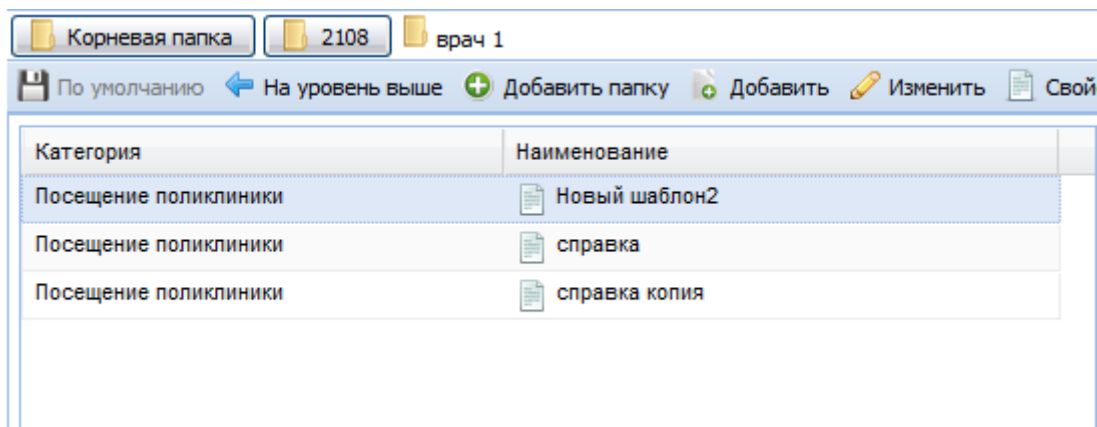 Корневая папка 2108 врач 1
По умолчанию На уровень выше Добавить папку Добавить Изменить Свой
Категория Наименование
Посещение поликлиники Новый шаблон2
Посещение поликлиники справка
Посещение поликлиники справка копия